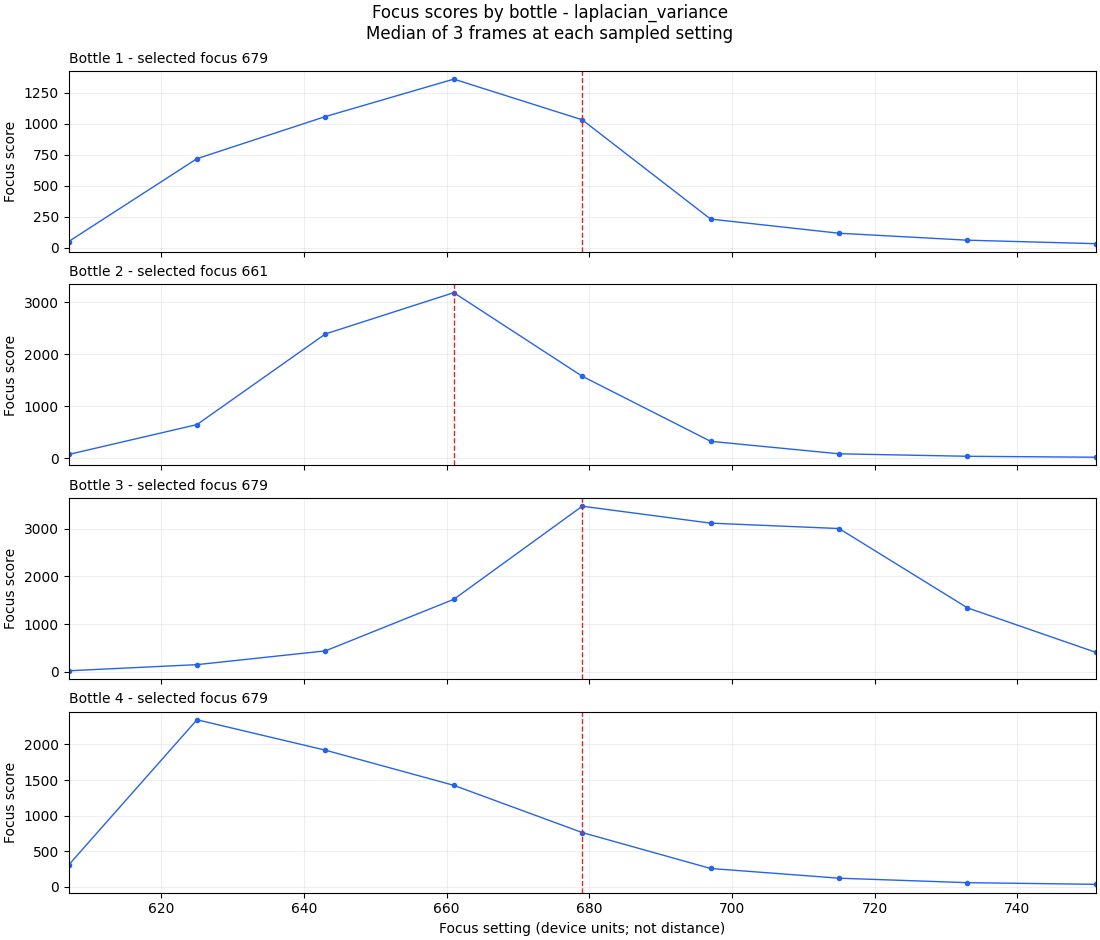 Focus scores by bottle - laplacian_variance
Median of 3 frames at each sampled setting
Bottle 1 - selected focus 679
Focus score
1250
1000
750
500
250
0
Bottle 2 - selected focus 661
Focus score
3000
2000
1000
0
Bottle 3 - selected focus 679
Focus score
3000
2000
1000
0
Bottle 4 - selected focus 679
Focus score
2000
1500
1000
500
0
620 640 660 680 700 720 740
Focus setting (device units; not distance)